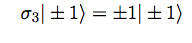 σ₃| ± 1⟩ = ±1| ± 1⟩